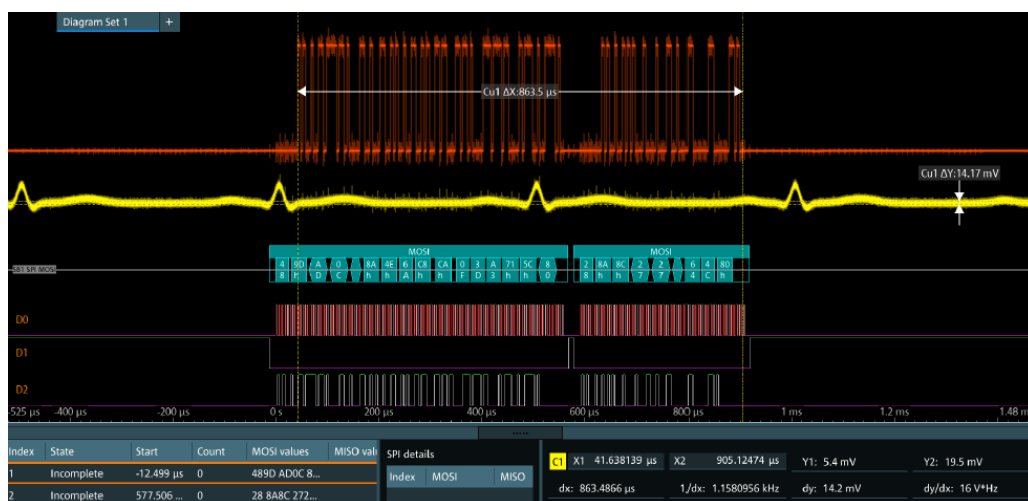 Diagram Set 1 +
Cu1 ΔX:863.5 µs
Cu1 ΔY:14.17 mV
MOSI MOSI
SB1 SPI MOSI
4 8 9D h A D 0 C 8A h 4E h 6 A C8 h CA h 0 F 3 D A 3 71 h 5C h 8 0 2 8 8A h 8C h 2 7 2 7 6 4 4 C 80 h
D0
D1
D2
-525 µs -400 µs -200 µs 0 s 200 µs 400 µs 600 µs 800 µs 1 ms 1.2 ms 1.48 m
Index State Start Count MOSI values MISO valu
1 Incomplete -12.499 µs 0 489D AD0C 8...
2 Incomplete 577.506 ... 0 28 8A8C 272...
SPI details
Index MOSI MISO
C1 X1 41.638139 µs X2 905.12474 µs Y1: 5.4 mV Y2: 19.5 mV
dx: 863.4866 µs 1/dx: 1.1580956 kHz dy: 14.2 mV dy/dx: 16 V*Hz